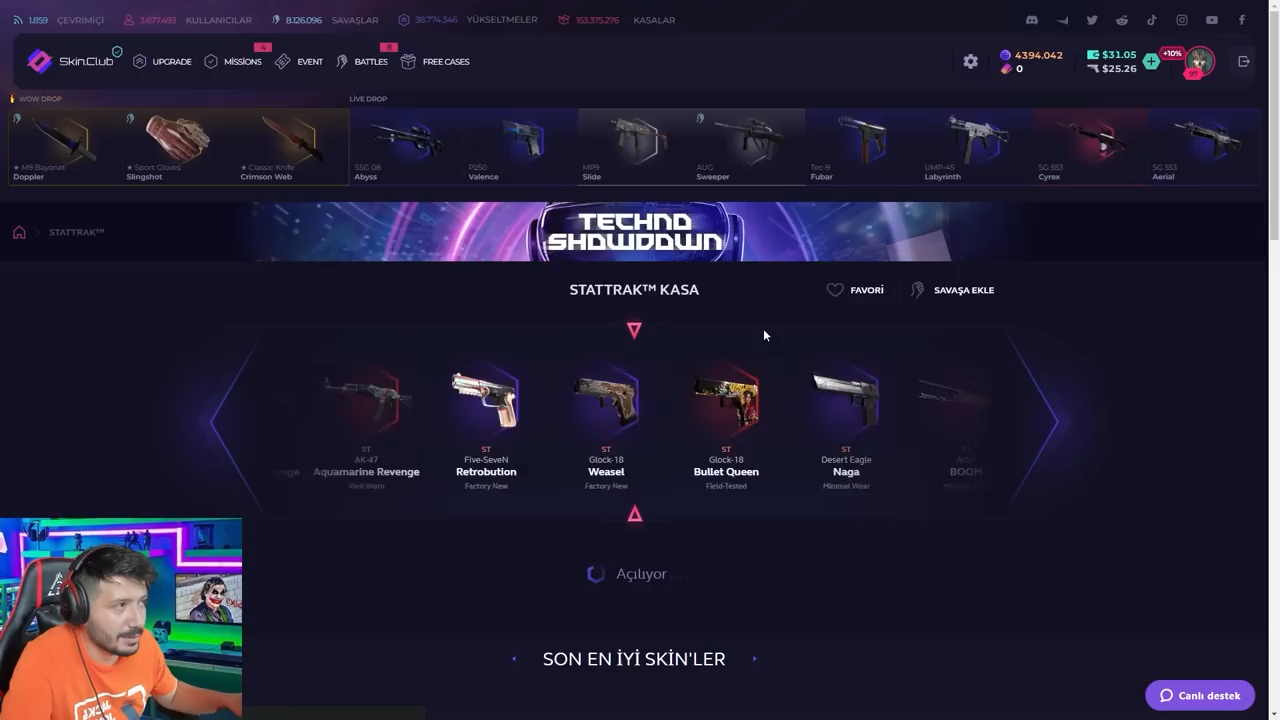 1.859 ÇEVRİMİÇİ 3.677.493 KULLANICILAR 8.126.096 SAVAŞLAR 38.774.346 YÜKSELTMELER 153.375.276 KASALAR
Skin.Club UPGRADE MISSIONS 4 EVENT BATTLES 8 FREE CASES
4394.042 $31.05 +10%
0 $25.26 97
WOW DROP LİVE DROP
★ M9 Bayonet ★ Sport Gloves ★ Classic Knife SSG 08 P250 MP9 AUG Tec-9 UMP-45 SG 553 SG 553
Doppler Slingshot Crimson Web Abyss Valence Slide Sweeper Fubar Labyrinth Cyrex Aerial
TECHNO
SHOWDOWN
STATTRAK™
STATTRAK™ KASA FAVORİ SAVAŞA EKLE
ST ST ST ST ST ST
AK-47 Five-SeveN Glock-18 Glock-18 Desert Eagle
Aquamarine Revenge Retrobution Weasel Bullet Queen Naga BOOM
Well Worn Factory New Factory New Field-Tested Minimal Wear
Açılıyor ...
SON EN İYİ SKİN'LER
Canlı destek